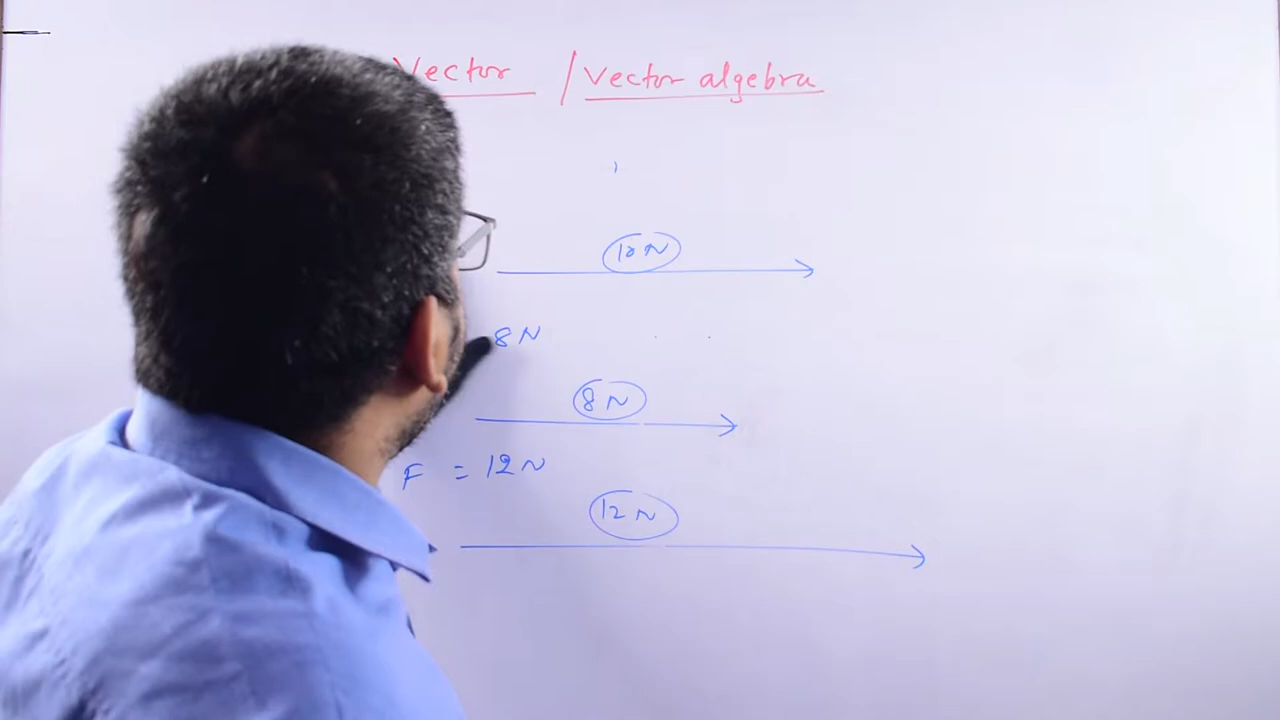 Vector / Vector algebra
10 N
8 N
8 N
F = 12 N
12 N